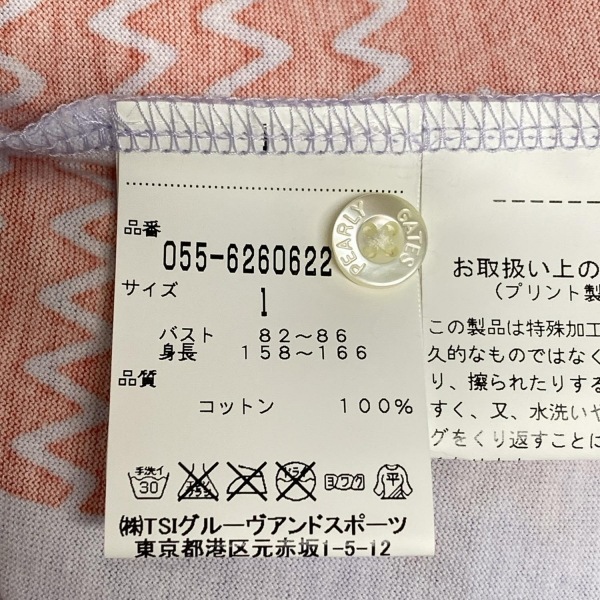 品番
055-6260622
サイズ
1
バスト 82～86
身長 158～166
品質
コットン 100%
手洗イ
30
ヨワク
平
(株)TSIグルーヴアンドスポーツ
東京都港区元赤坂1-5-12
PEARLY GATES
お取扱い上の
(プリント製
この製品は特殊加工
久的なものではなく
り、擦られたりする
すく、又、水洗いや
グをくり返すことに